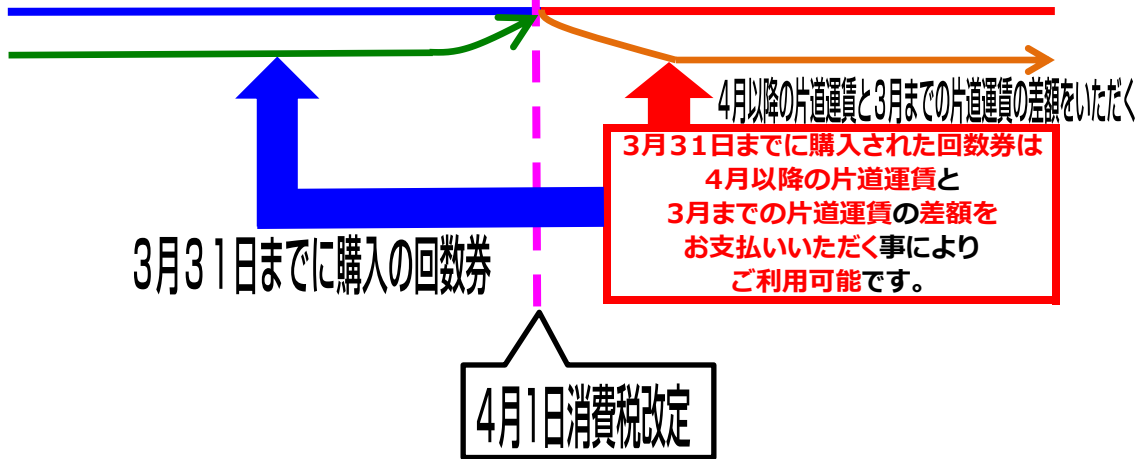 4月以降の片道運賃と3月までの片道運賃の差額をいただく
3月31日までに購入された回数券は
4月以降の片道運賃と
3月までの片道運賃の差額を
お支払いいただく事により
ご利用可能です。
3月31日までに購入の回数券
4月1日消費税改定